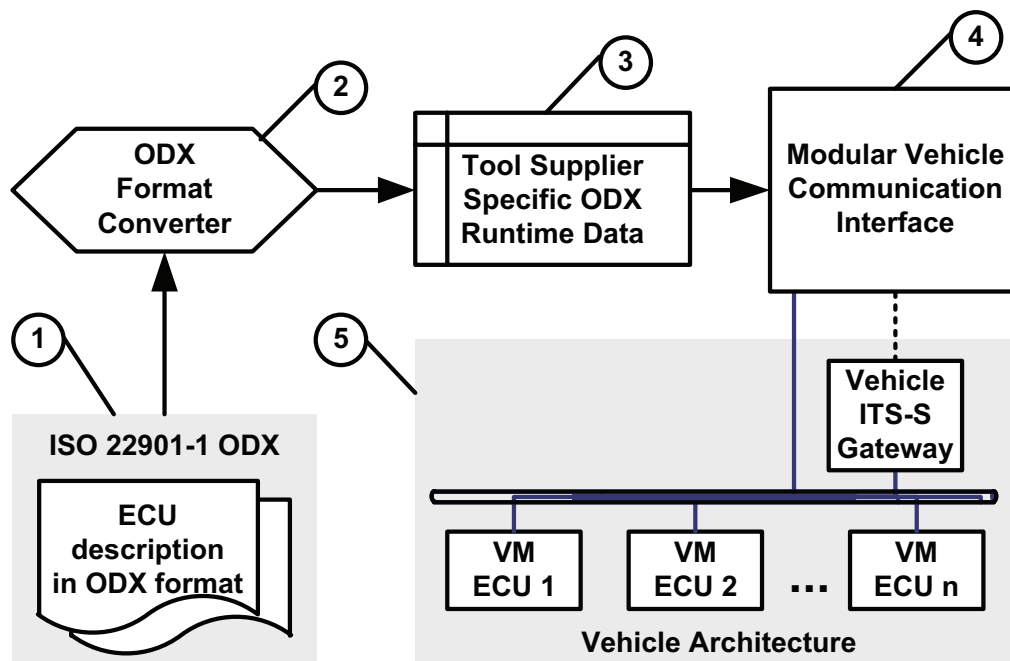 4
3
2
ODX
Format
Converter
Tool Supplier
Specific ODX
Runtime Data
Modular Vehicle
Communication
Interface
1
5
ISO 22901-1 ODX
ECU
description
in ODX format
Vehicle
ITS-S
Gateway
VM
ECU 1
VM
ECU 2
...
VM
ECU n
Vehicle Architecture